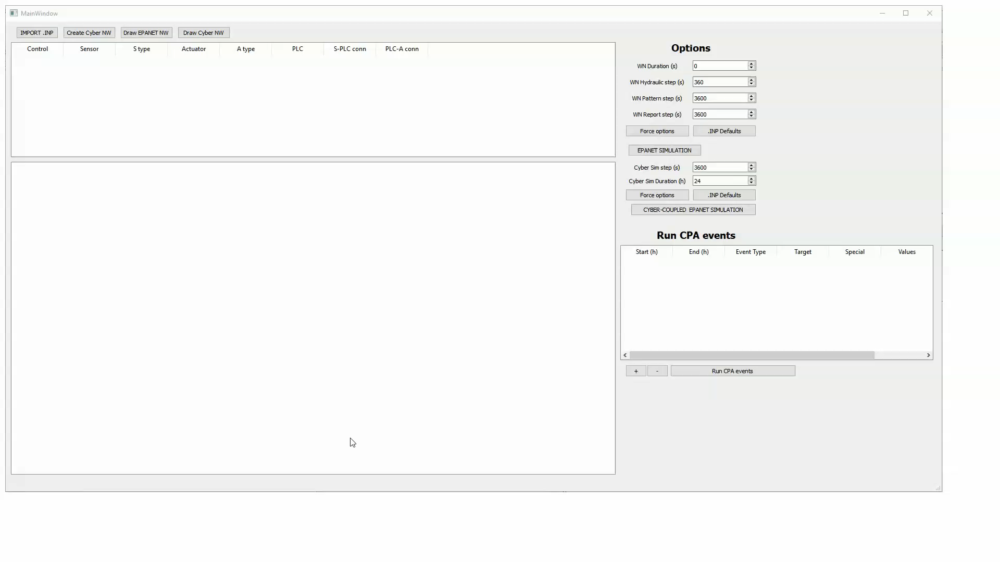 MainWindow
IMPORT .INP Create Cyber NW Draw EPANET NW Draw Cyber NW
Control Sensor S type Actuator A type PLC S-PLC conn PLC-A conn
Options
WN Duration (s) 0
WN Hydraulic step (s) 360
WN Pattern step (s) 3600
WN Report step (s) 3600
Force options .INP Defaults
EPANET SIMULATION
Cyber Sim step (s) 3600
Cyber Sim Duration (h) 24
Force options .INP Defaults
CYBER-COUPLED EPANET SIMULATION
Run CPA events
Start (h) End (h) Event Type Target Special Values
+ - Run CPA events